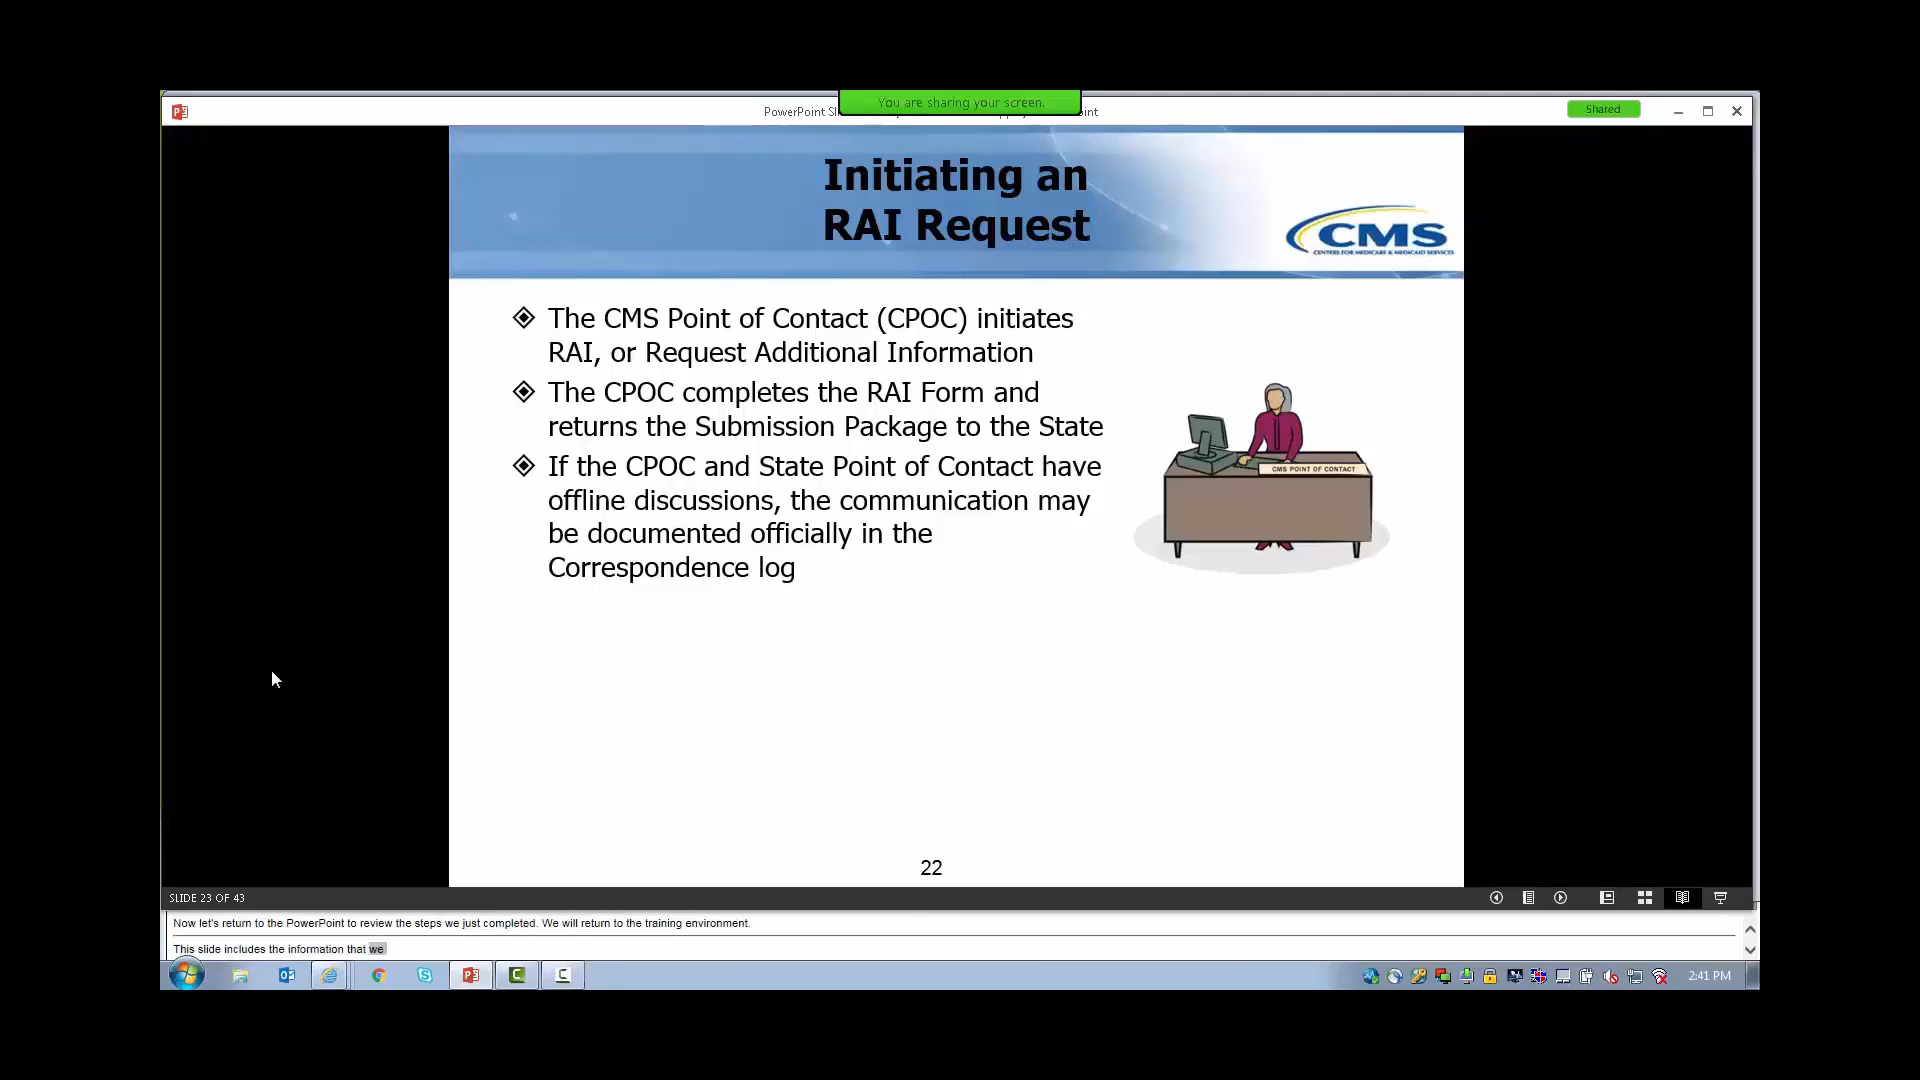 You are sharing your screen.
PowerPoint Sl
int
Shared
Initiating an
RAI Request
CMS
CENTERS FOR MEDICARE & MEDICAID SERVICES
The CMS Point of Contact (CPOC) initiates
RAI, or Request Additional Information
The CPOC completes the RAI Form and
returns the Submission Package to the State
If the CPOC and State Point of Contact have
offline discussions, the communication may
be documented officially in the
Correspondence log
CMS POINT OF CONTACT
22
SLIDE 23 OF 43
Now let's return to the PowerPoint to review the steps we just completed. We will return to the training environment.
This slide includes the information that we
2:41 PM